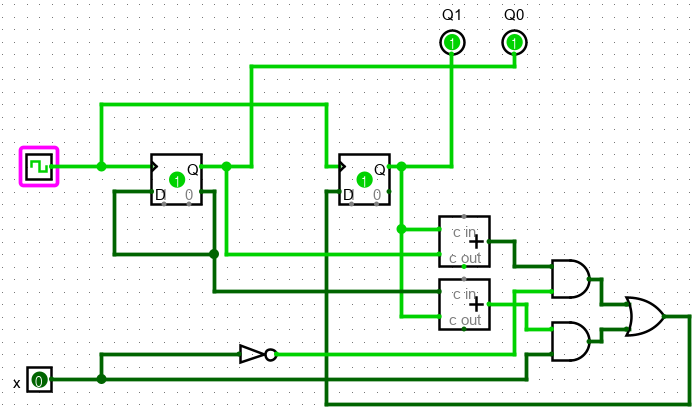 Q1 Q0
1 1
Q Q
1 1
D 0 D 0
c in
+
c out
c in
+
c out
x 0